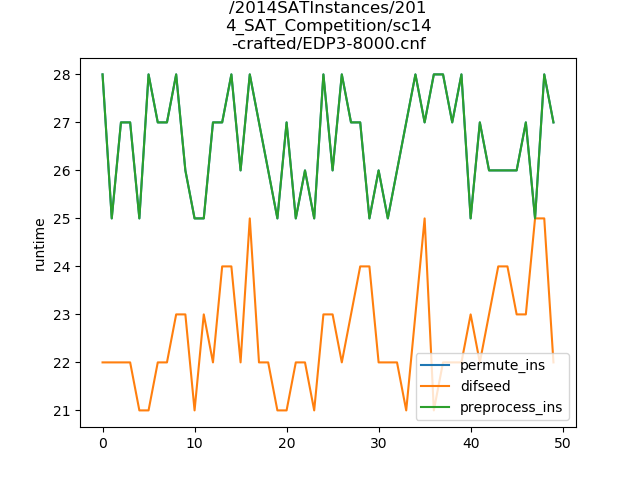 /2014SATInstances/201
4_SAT_Competition/sc14
-crafted/EDP3-8000.cnf
28
27
26
25
24
23
22
21
runtime
0 10 20 30 40 50
permute_ins
difseed
preprocess_ins